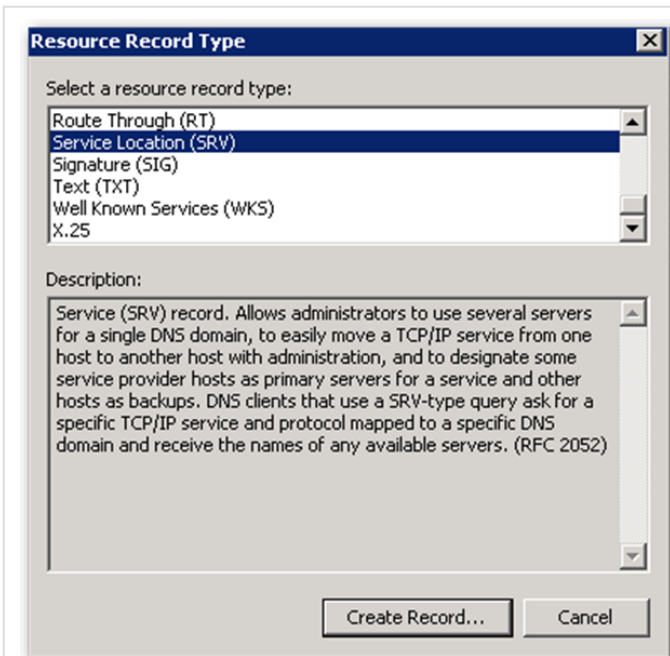 Resource Record Type
Select a resource record type:
Route Through (RT)
Service Location (SRV)
Signature (SIG)
Text (TXT)
Well Known Services (WKS)
X.25
Description:
Service (SRV) record. Allows administrators to use several servers
for a single DNS domain, to easily move a TCP/IP service from one
host to another host with administration, and to designate some
service provider hosts as primary servers for a service and other
hosts as backups. DNS clients that use a SRV-type query ask for a
specific TCP/IP service and protocol mapped to a specific DNS
domain and receive the names of any available servers. (RFC 2052)
Create Record... Cancel